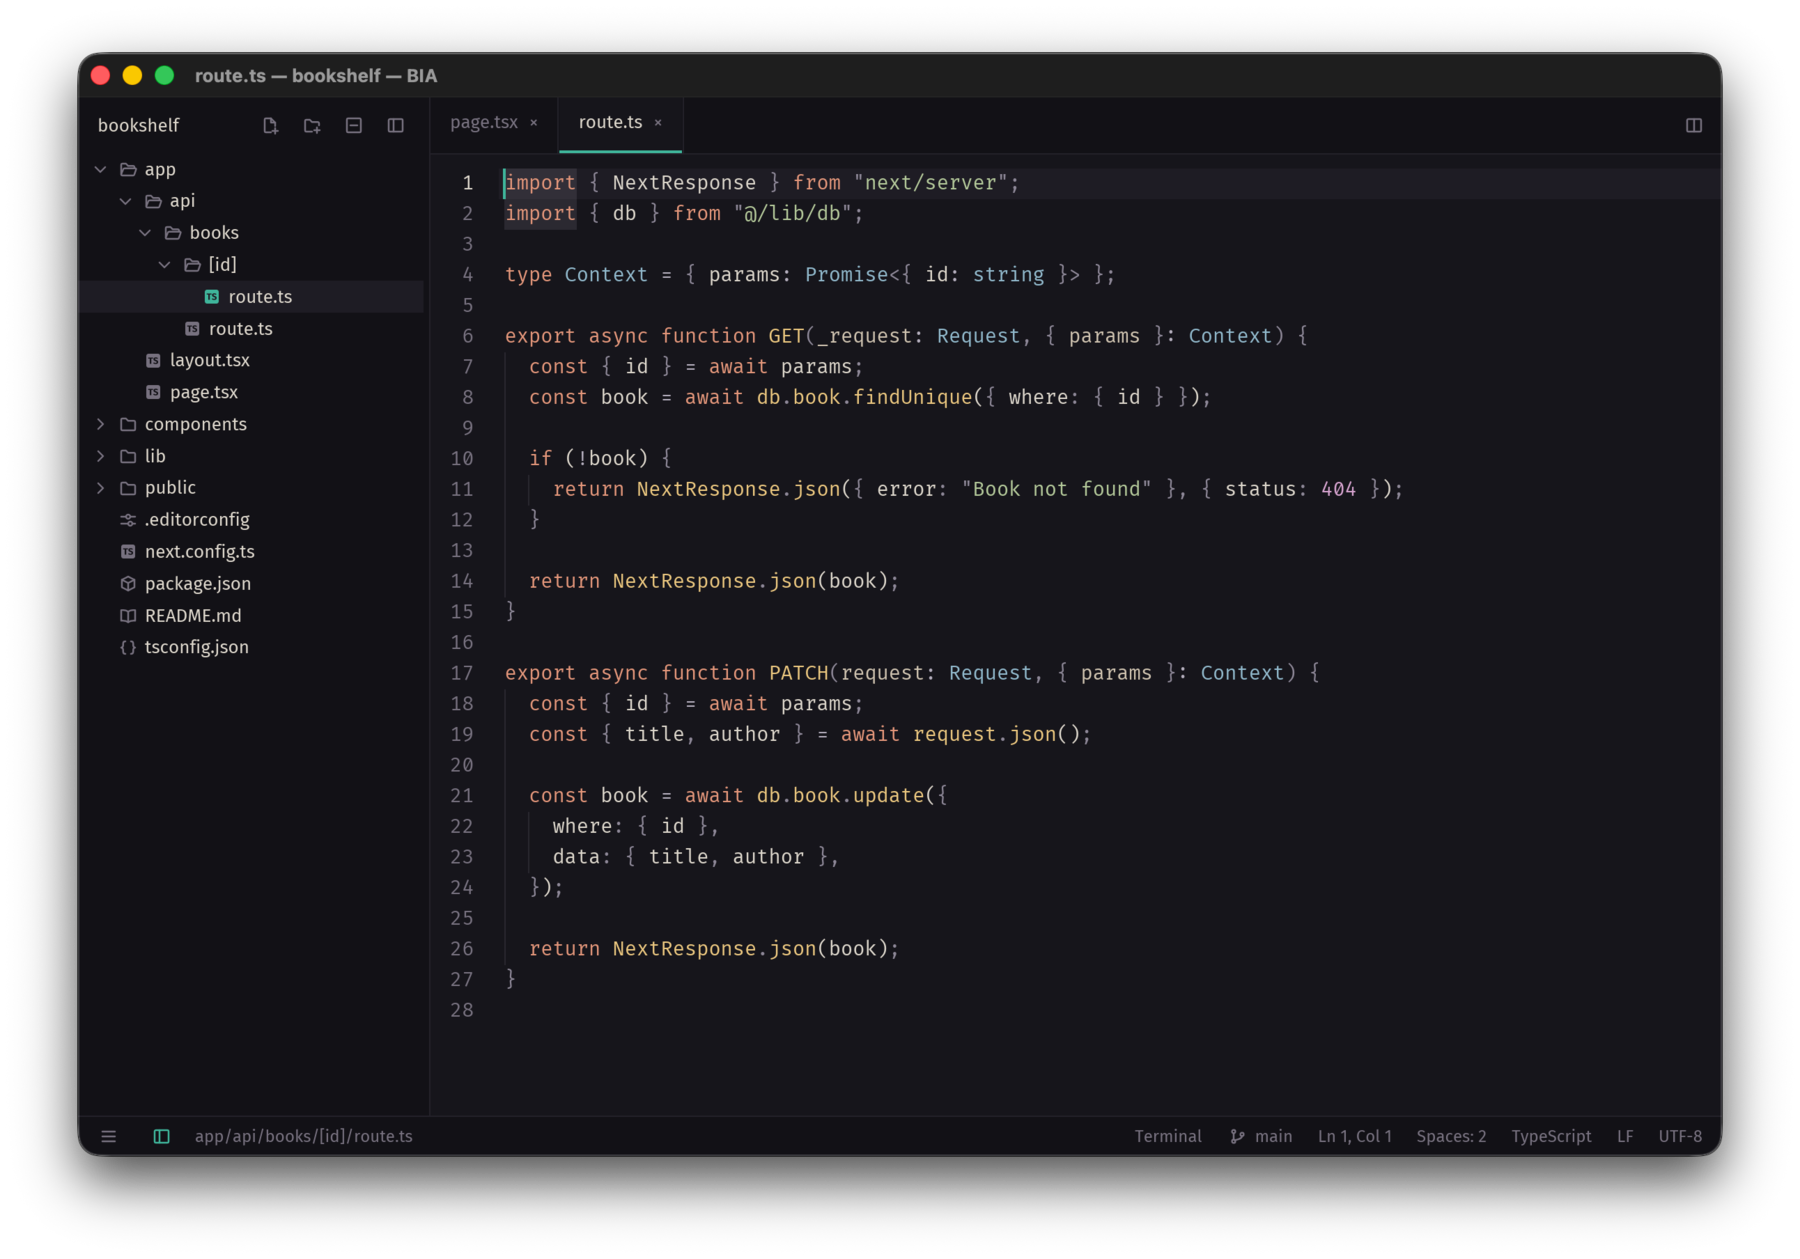 route.ts — bookshelf — BIA
bookshelf
app
api
books
[id]
route.ts
route.ts
layout.tsx
page.tsx
components
lib
public
.editorconfig
next.config.ts
package.json
README.md
tsconfig.json
page.tsx ×
route.ts ×
1 import { NextResponse } from "next/server";
2 import { db } from "@/lib/db";
3
4 type Context = { params: Promise<{ id: string }> };
5
6 export async function GET(_request: Request, { params }: Context) {
7   const { id } = await params;
8   const book = await db.book.findUnique({ where: { id } });
9
10   if (!book) {
11     return NextResponse.json({ error: "Book not found" }, { status: 404 });
12   }
13
14   return NextResponse.json(book);
15 }
16
17 export async function PATCH(request: Request, { params }: Context) {
18   const { id } = await params;
19   const { title, author } = await request.json();
20
21   const book = await db.book.update({
22     where: { id },
23     data: { title, author },
24   });
25
26   return NextResponse.json(book);
27 }
28
app/api/books/[id]/route.ts
Terminal main Ln 1, Col 1 Spaces: 2 TypeScript LF UTF-8